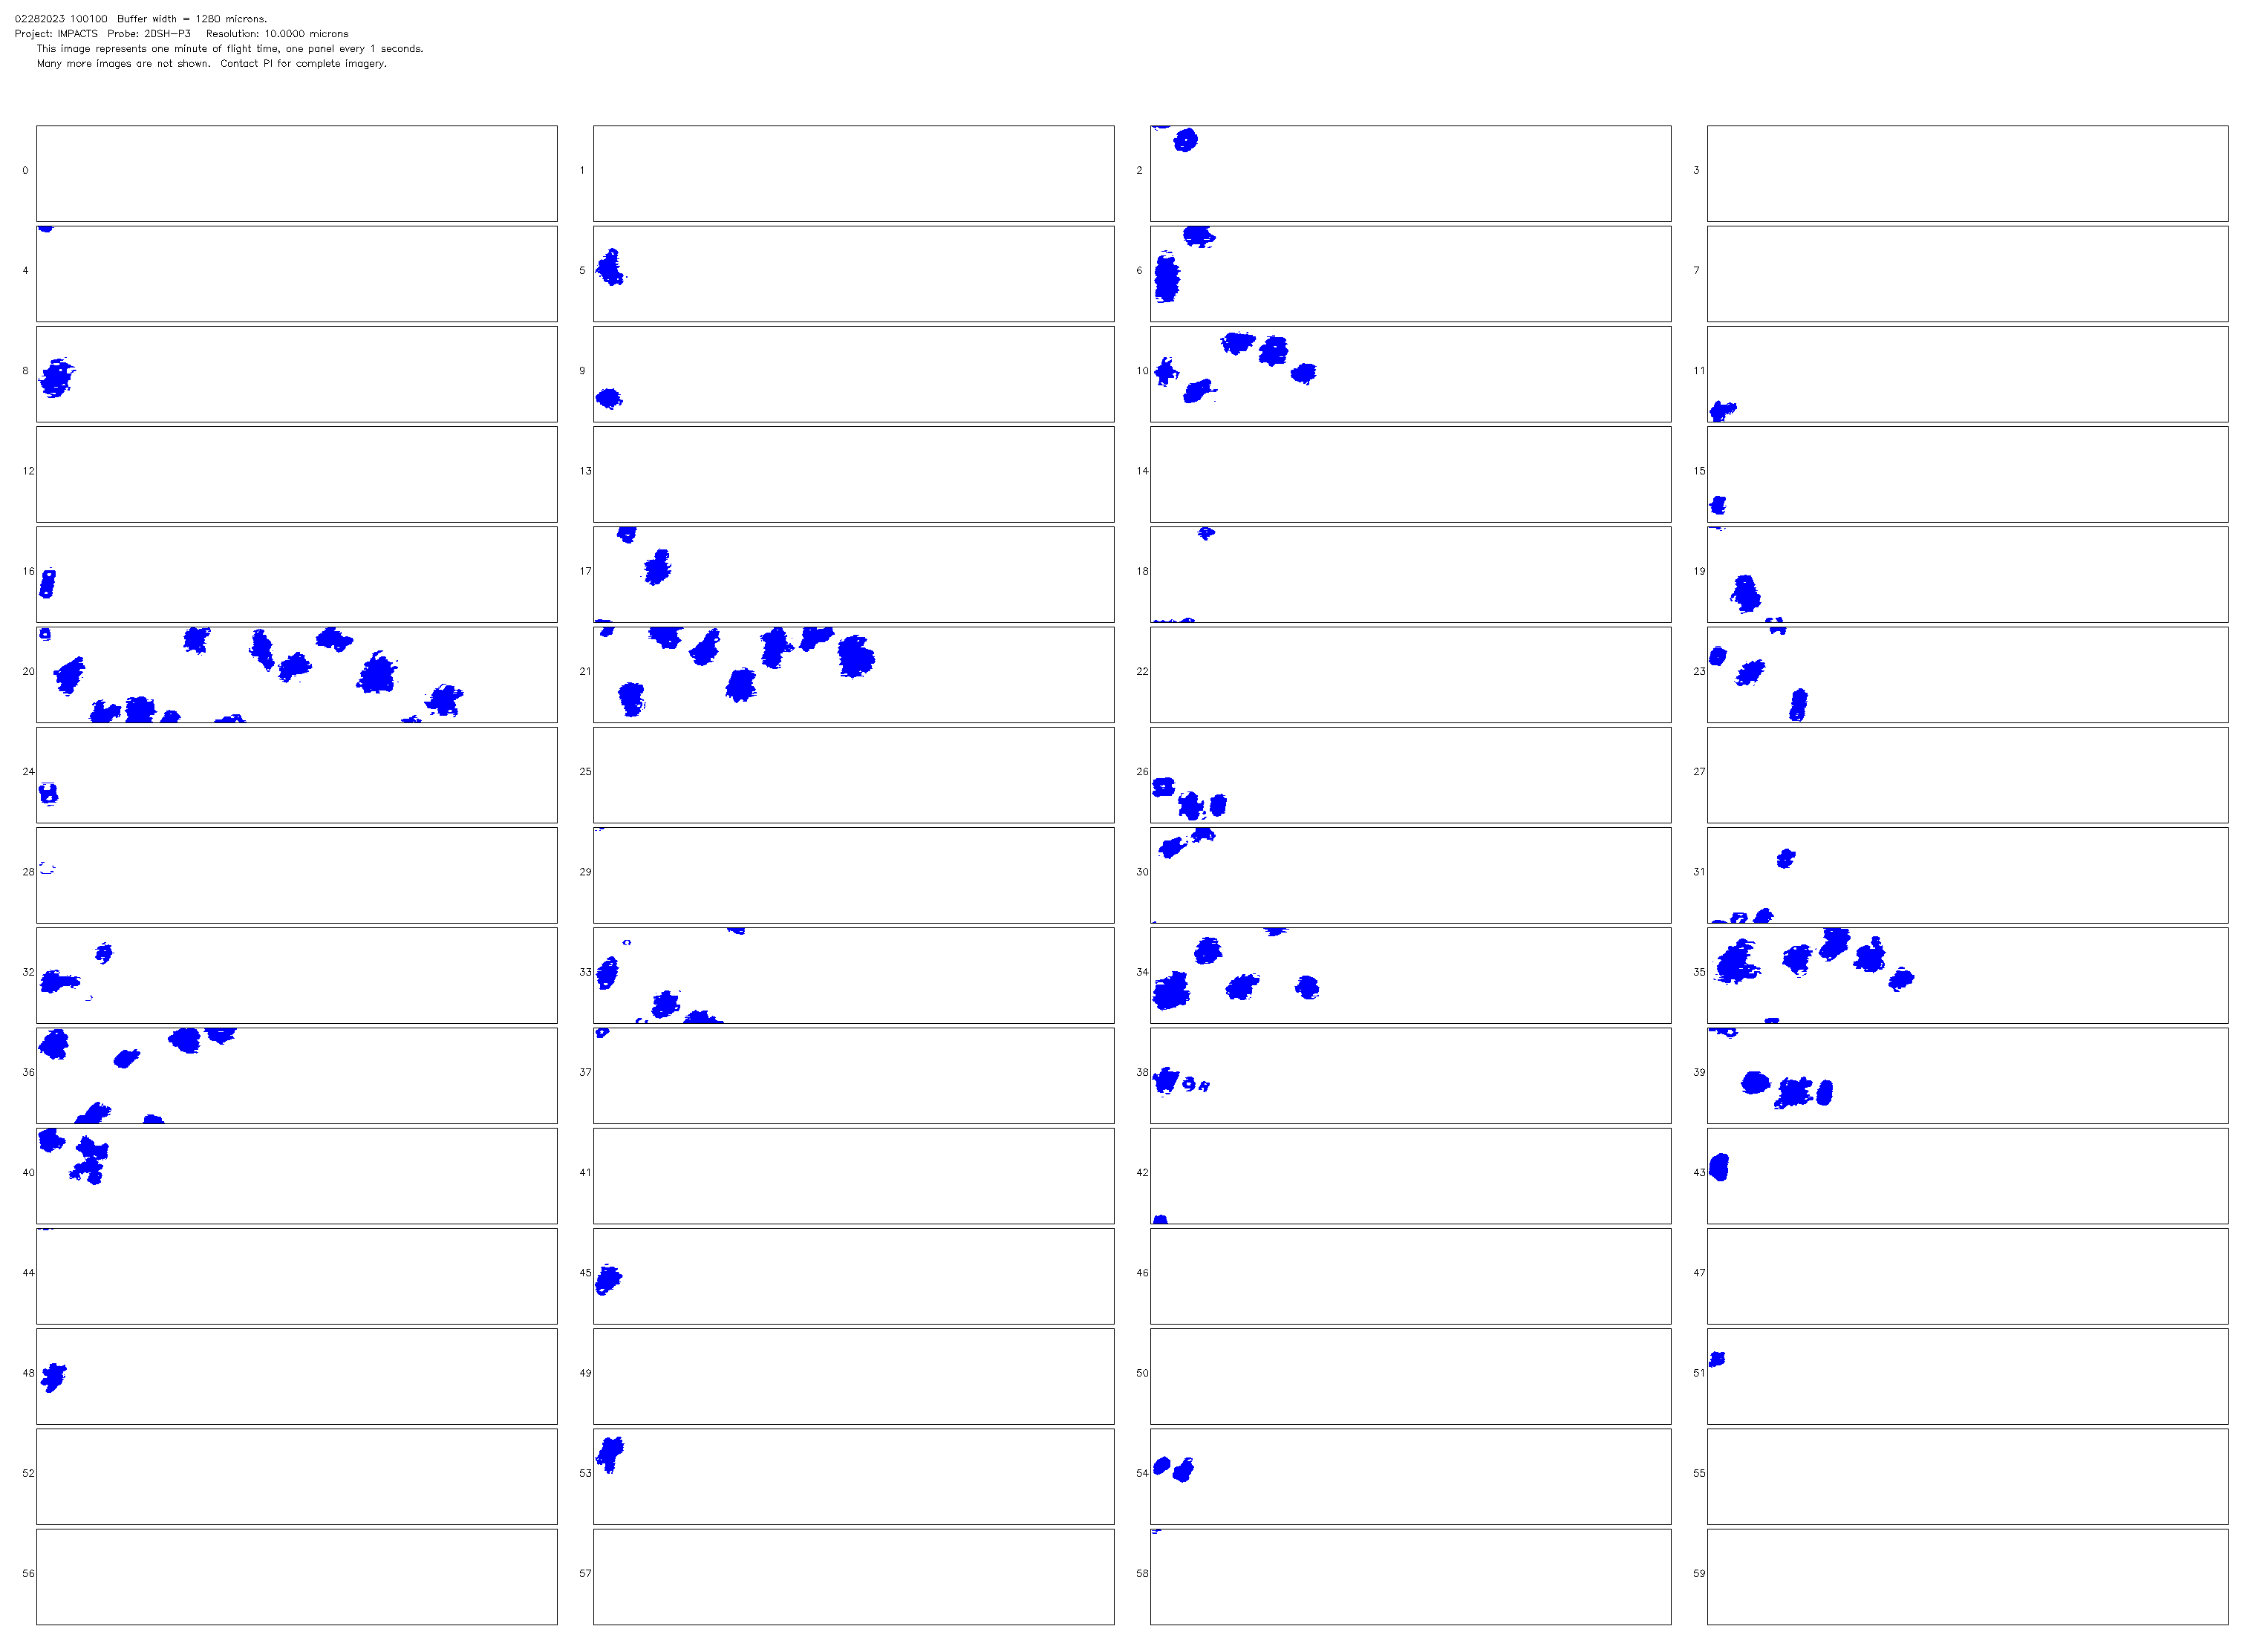 02282023 100100 Buffer width = 1280 microns.
Project: IMPACTS Probe: 2DSH-P3 Resolution: 10.0000 microns
This image represents one minute of flight time, one panel every 1 seconds.
Many more images are not shown. Contact PI for complete imagery.
0 1 2 3
4 5 6 7
8 9 10 11
12 13 14 15
16 17 18 19
20 21 22 23
24 25 26 27
28 29 30 31
32 33 34 35
36 37 38 39
40 41 42 43
44 45 46 47
48 49 50 51
52 53 54 55
56 57 58 59